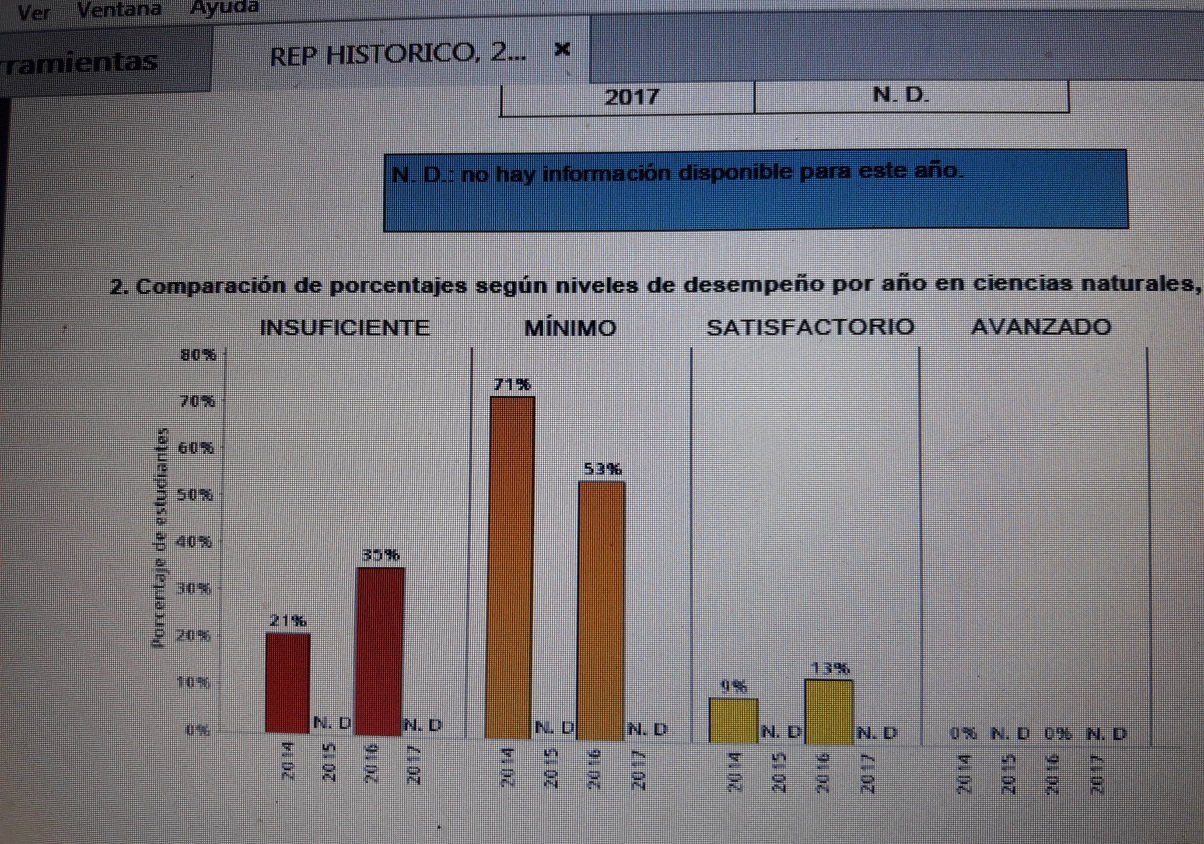 Ver Ventana Ayuda
rramientas REP HISTORICO, 2... ×
2017 N. D.
N. D.: no hay información disponible para este año.
2. Comparación de porcentajes según niveles de desempeño por año en ciencias naturales,
INSUFICIENTE MÍNIMO SATISFACTORIO AVANZADO
Porcentaje de estudiantes
80%
70%
60%
50%
40%
30%
20%
10%
0%
21% N. D 35% N. D
71% N. D 53% N. D
9% N. D 13% N. D
0% N. D 0% N. D
2014 2015 2016 2017
2014 2015 2016 2017
2014 2015 2016 2017
2014 2015 2016 2017